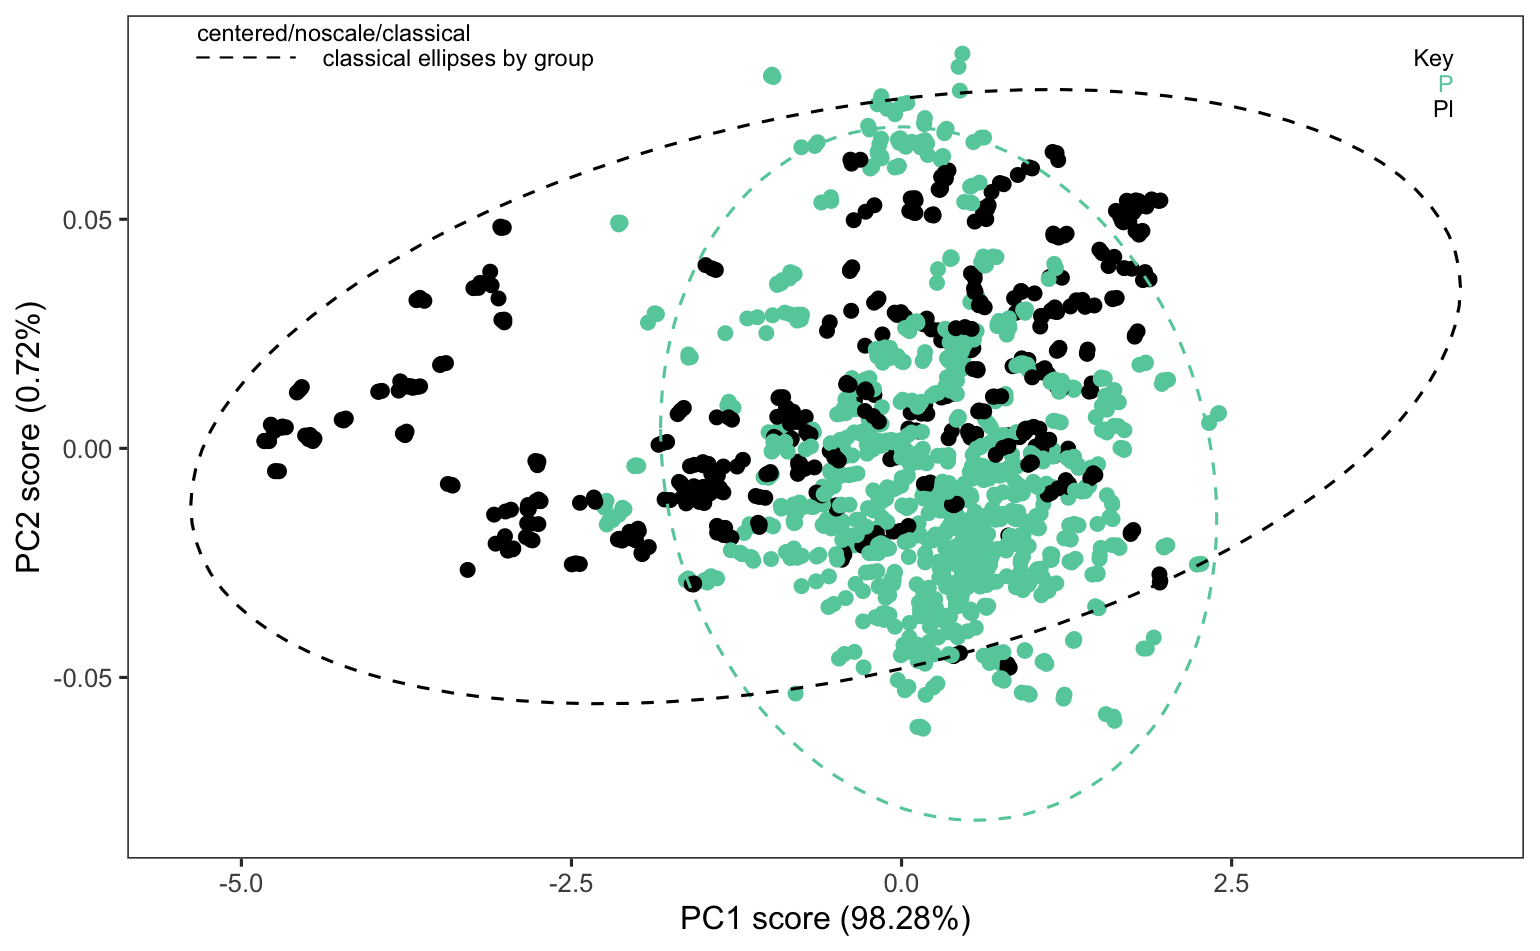 centered/noscale/classical
classical ellipses by group
Key
P
Pl
0.05
0.00
-0.05
PC2 score (0.72%)
-5.0
-2.5
0.0
2.5
PC1 score (98.28%)